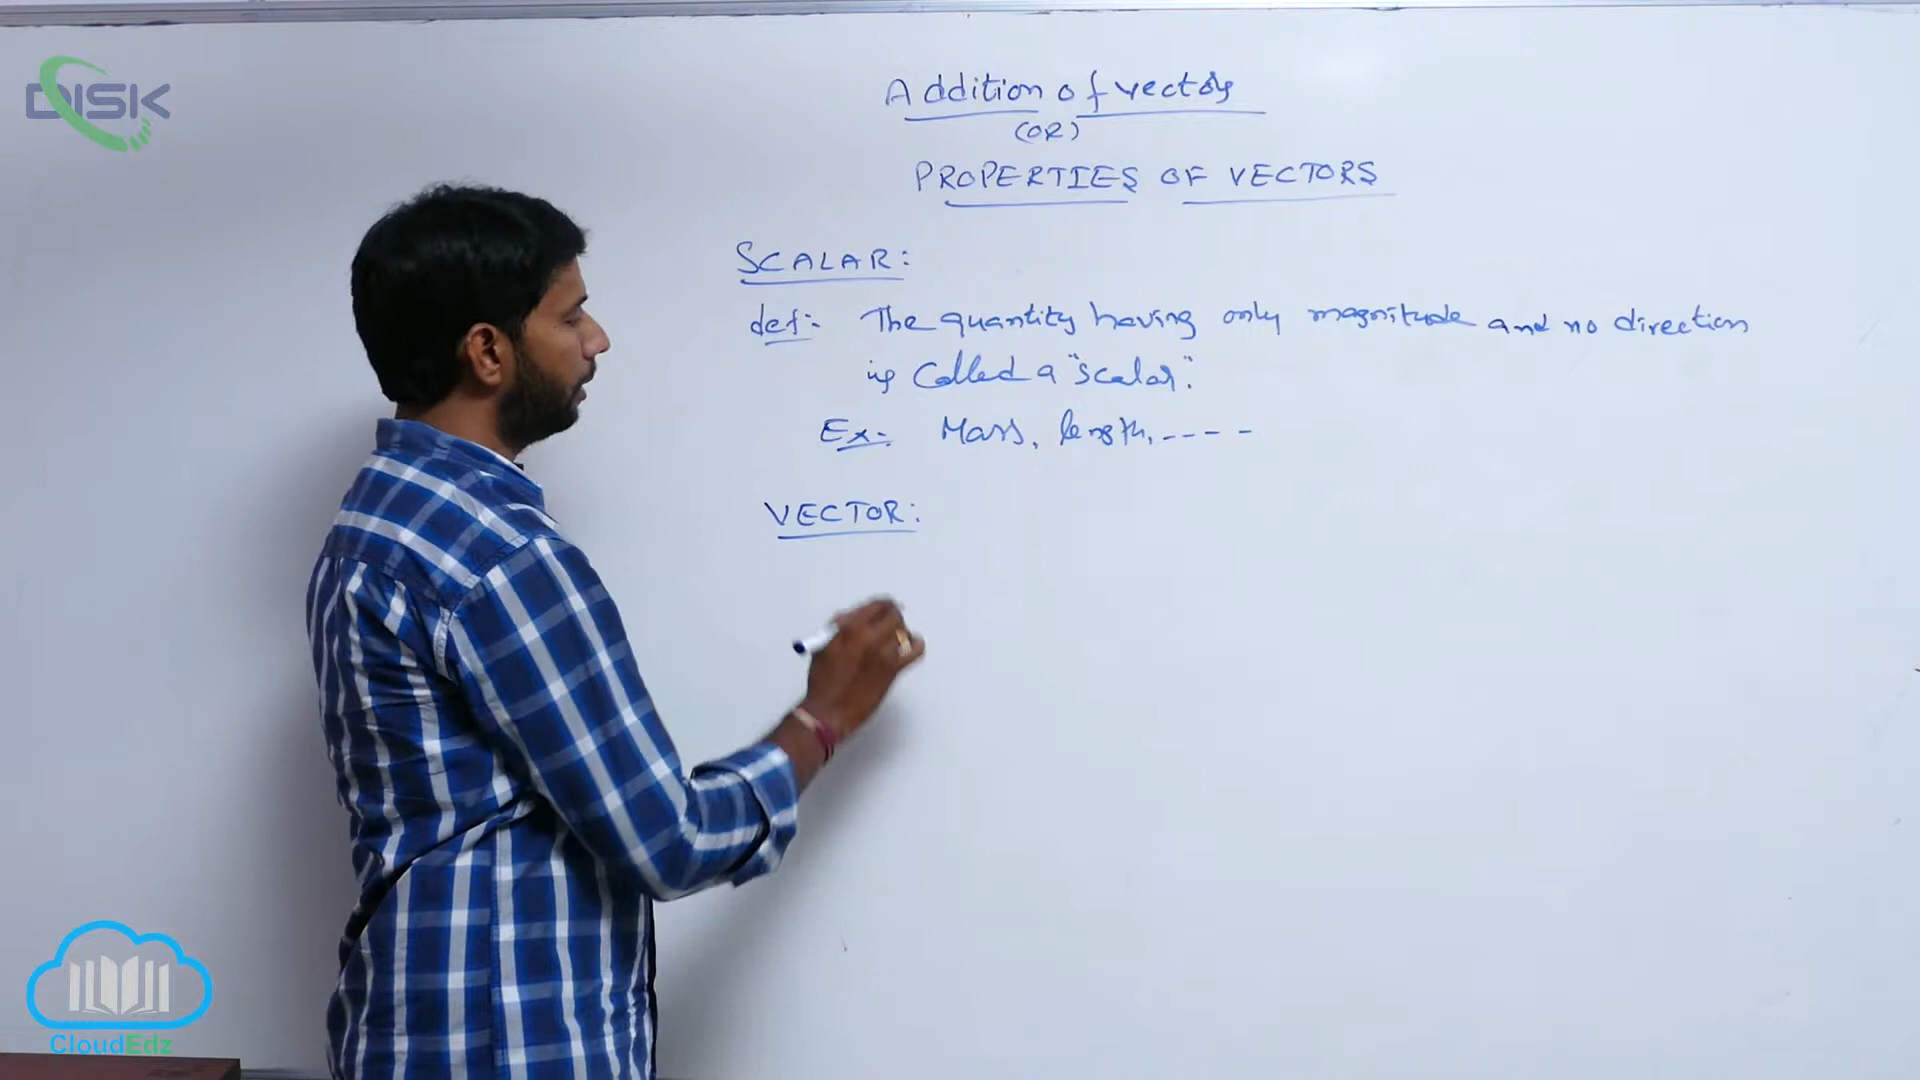 DISK
Addition of vectors
(OR)
PROPERTIES OF VECTORS
SCALAR:
def:- The quantity having only magnitude and no direction
is called a "scalar".
Ex:- Mass, length, ----
VECTOR:
CloudEdz